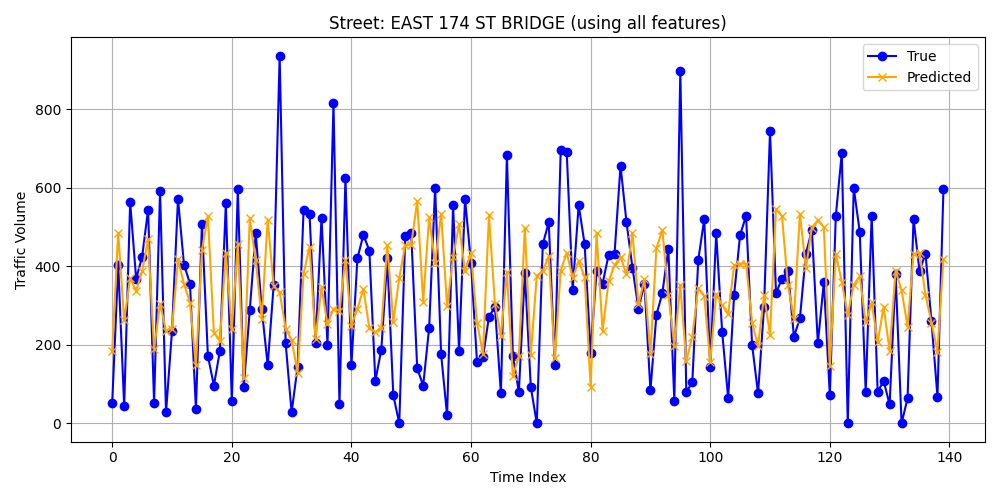 Street: EAST 174 ST BRIDGE (using all features)
True
Predicted
Traffic Volume
800
600
400
200
0
0 20 40 60 80 100 120 140
Time Index